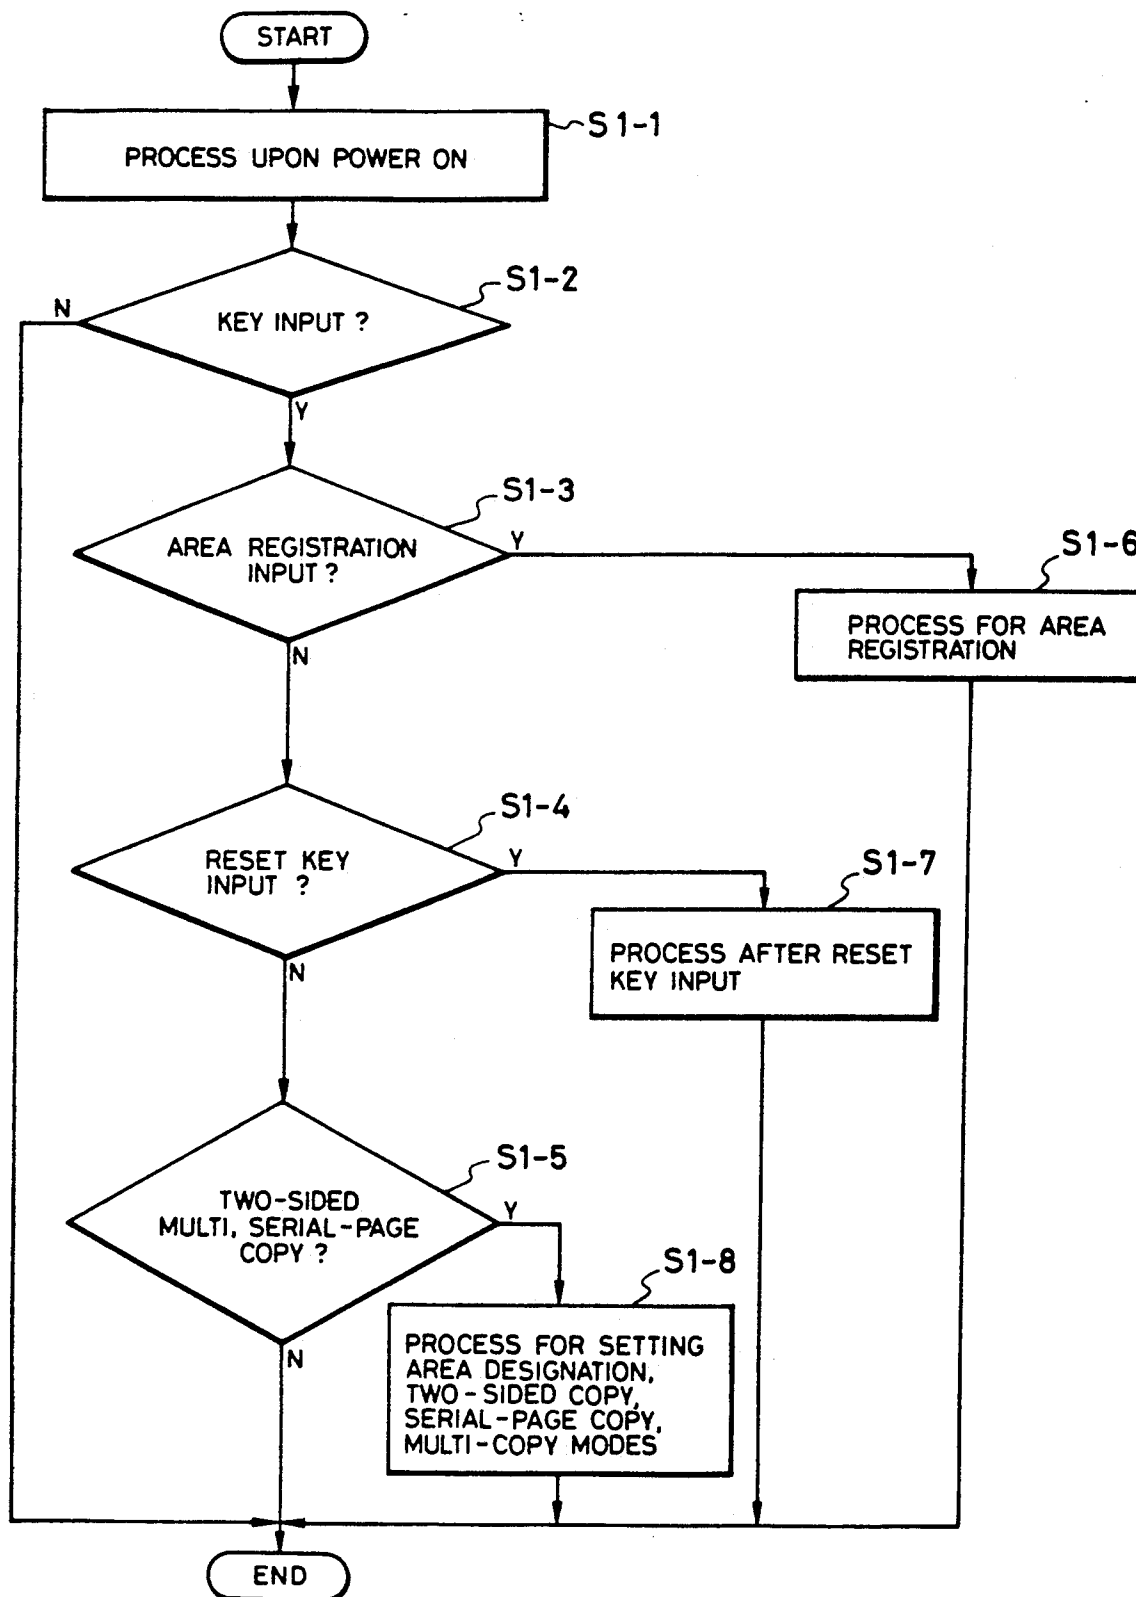 START
S1-1
PROCESS UPON POWER ON
S1-2
N
KEY INPUT ?
Y
S1-3
AREA REGISTRATION
INPUT ?
Y
N
S1-6
PROCESS FOR AREA
REGISTRATION
S1-4
RESET KEY
INPUT ?
Y
N
S1-7
PROCESS AFTER RESET
KEY INPUT
S1-5
TWO-SIDED
MULTI, SERIAL-PAGE
COPY ?
Y
N
S1-8
PROCESS FOR SETTING
AREA DESIGNATION,
TWO-SIDED COPY,
SERIAL-PAGE COPY,
MULTI-COPY MODES
END